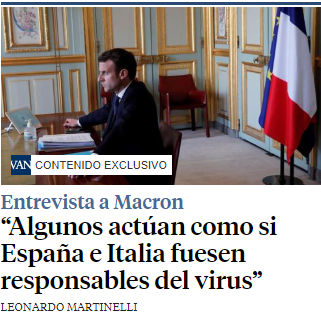 VAN
CONTENIDO EXCLUSIVO
Entrevista a Macron
“Algunos actúan como si
España e Italia fuesen
responsables del virus”
LEONARDO MARTINELLI